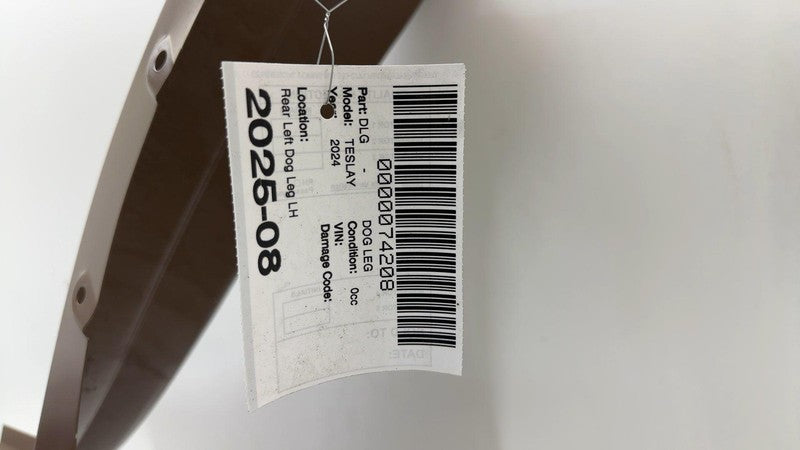 0000074208
Part: DLG - DOG LEG
Model: TESLAY Condition: 0cc
Year: 2024 VIN:
Damage Code:
Location:
Rear Left Dog Leg LH
2025-08
DATE: